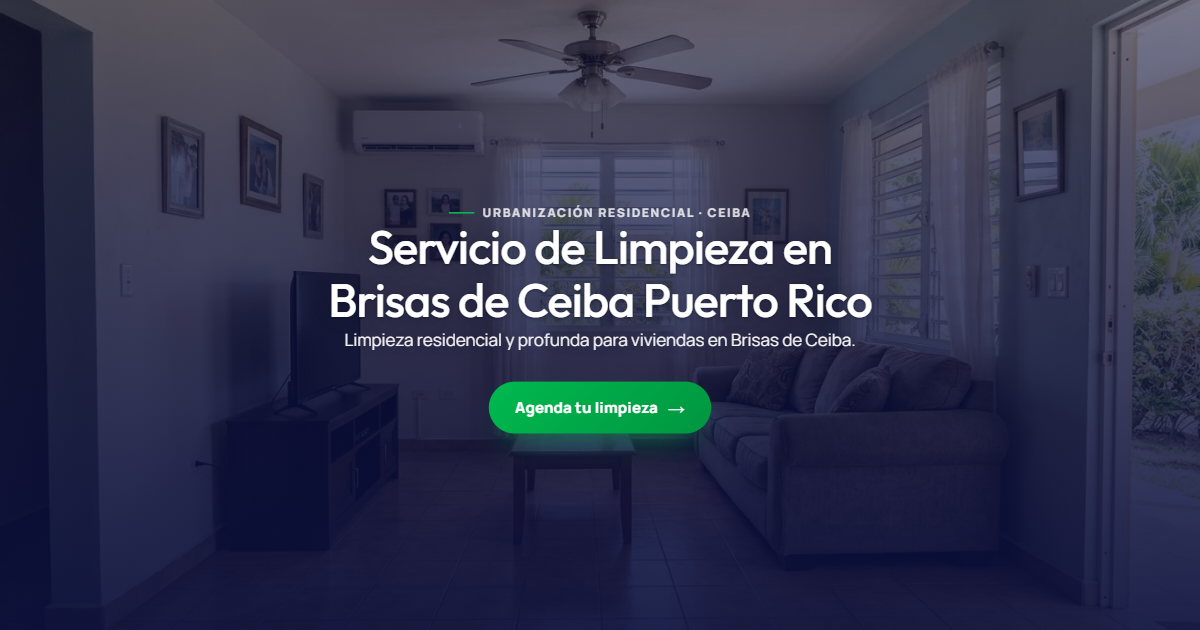 URBANIZACIÓN RESIDENCIAL · CEIBA
Servicio de Limpieza en
Brisas de Ceiba Puerto Rico
Limpieza residencial y profunda para viviendas en Brisas de Ceiba.
Agenda tu limpieza →